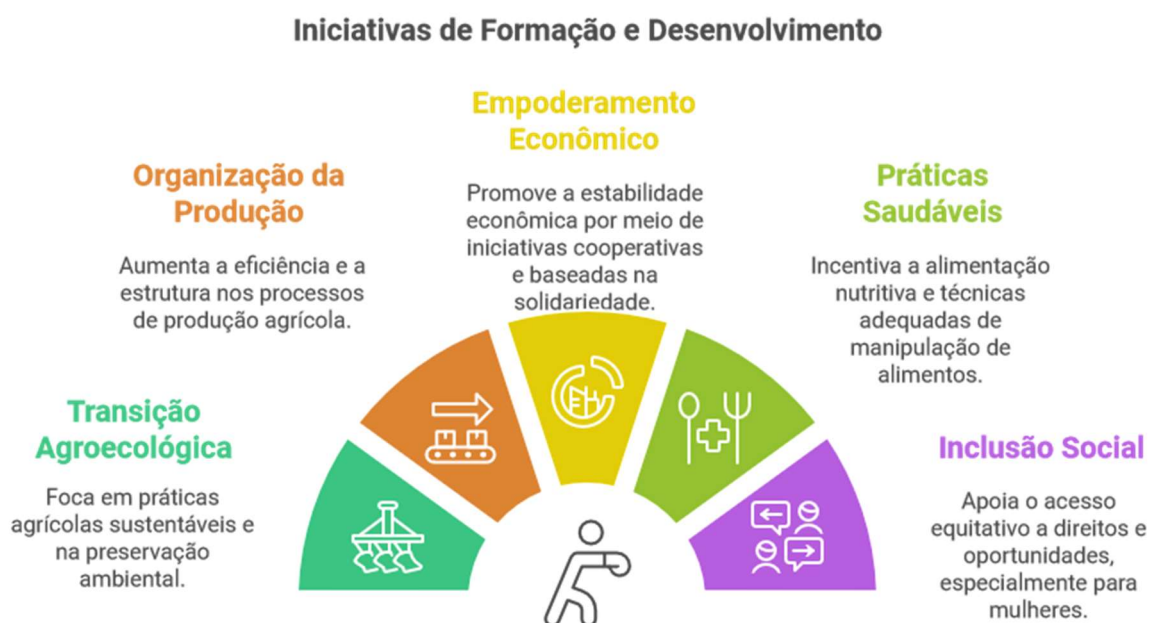 Iniciativas de Formação e Desenvolvimento
Empoderamento
Econômico
Promove a estabilidade
econômica por meio de
iniciativas cooperativas
e baseadas na
solidariedade.
Organização da
Produção
Aumenta a eficiência e a
estrutura nos processos
de produção agrícola.
Práticas
Saudáveis
Incentiva a alimentação
nutritiva e técnicas
adequadas de
manipulação de
alimentos.
Transição
Agroecológica
Foca em práticas
agrícolas sustentáveis e
na preservação
ambiental.
Inclusão Social
Apoia o acesso
equitativo a direitos e
oportunidades,
especialmente para
mulheres.